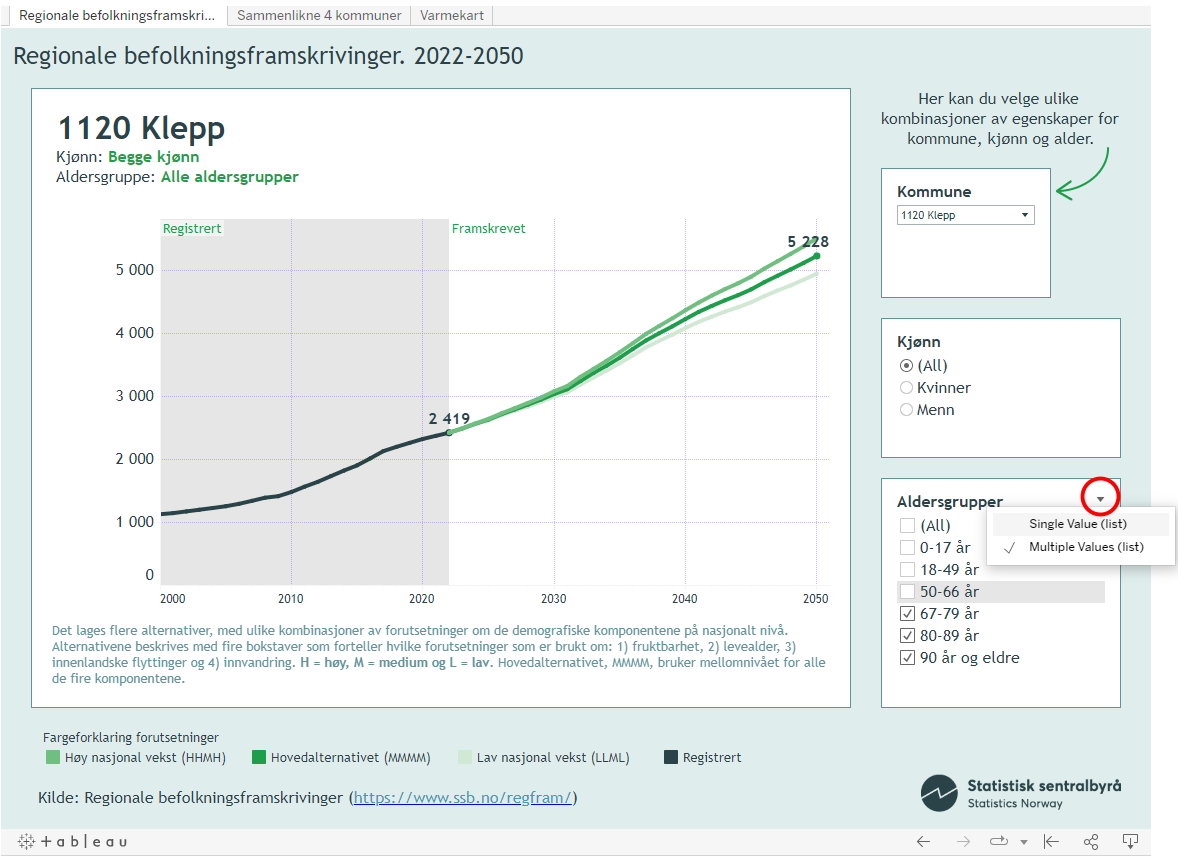 Regionale befolkningsframskri...
Sammenlikne 4 kommuner
Varmekart
Regionale befolkningsframskrivinger. 2022-2050
1120 Klepp
Kjønn: Begge kjønn
Aldersgruppe: Alle aldersgrupper
Registrert
Framskrevet
5 228
5 000
4 000
3 000
2 419
2 000
1 000
0
2000
2010
2020
2030
2040
2050
Det lages flere alternativer, med ulike kombinasjoner av forutsetninger om de demografiske komponentene på nasjonalt nivå.
Alternativene beskrives med fire bokstaver som forteller hvilke forutsetninger som er brukt om: 1) fruktbarhet, 2) levealder, 3)
innenlandske flyttinger og 4) innvandring. H = høy, M = medium og L = lav. Hovedalternativet, MMMM, bruker mellomnivået for alle
de fire komponentene.
Her kan du velge ulike
kombinasjoner av egenskaper for
kommune, kjønn og alder.
Kommune
1120 Klepp
Kjønn
(All)
Kvinner
Menn
Aldersgrupper
Single Value (list)
Multiple Values (list)
(All)
0-17 år
18-49 år
50-66 år
67-79 år
80-89 år
90 år og eldre
Fargeforklaring forutsetninger
Høy nasjonal vekst (HHMH)
Hovedalternativet (MMMM)
Lav nasjonal vekst (LLML)
Registrert
Kilde: Regionale befolkningsframskrivinger (https://www.ssb.no/regfram/)
Statistisk sentralbyrå
Statistics Norway
+ableau